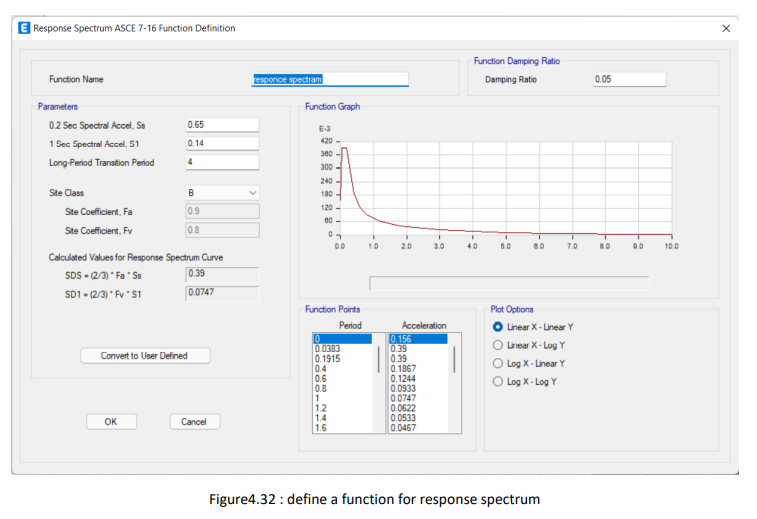 E Response Spectrum ASCE 7-16 Function Definition
Function Name
responce spectram
Function Damping Ratio
Damping Ratio 0.05
Parameters
0.2 Sec Spectral Accel, Ss 0.65
1 Sec Spectral Accel, S1 0.14
Long-Period Transition Period 4
Site Class B
Site Coefficient, Fa 0.9
Site Coefficient, Fv 0.8
Calculated Values for Response Spectrum Curve
SDS = (2/3) * Fa * Ss 0.39
SD1 = (2/3) * Fv * S1 0.0747
Convert to User Defined
OK Cancel
Function Graph
E-3
420
360
300
240
180
120
60
0
0.0 1.0 2.0 3.0 4.0 5.0 6.0 7.0 8.0 9.0 10.0
Function Points
Period Acceleration
0 0.156
0.0383 0.39
0.1915 0.39
0.4 0.1867
0.6 0.1244
0.8 0.0933
1 0.0747
1.2 0.0622
1.4 0.0533
1.6 0.0467
Plot Options
Linear X - Linear Y
Linear X - Log Y
Log X - Linear Y
Log X - Log Y
Figure4.32 : define a function for response spectrum